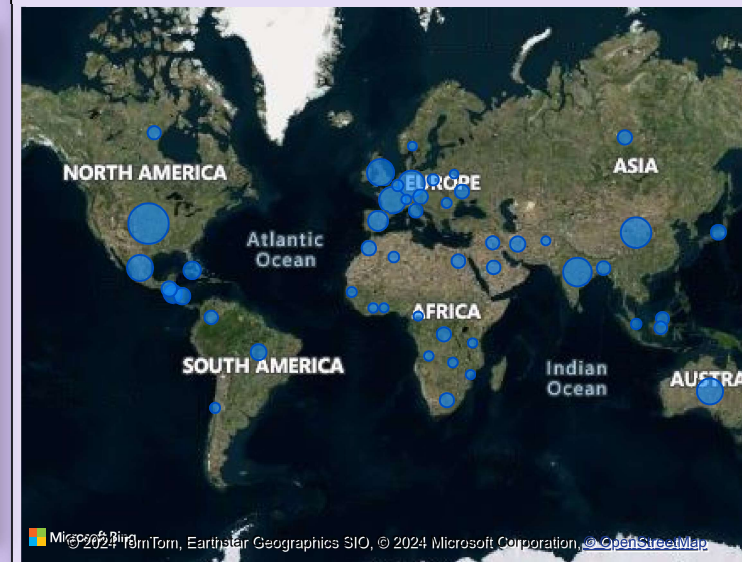 NORTH AMERICA
EUROPE
ASIA
Atlantic
Ocean
AFRICA
SOUTH AMERICA
Indian
Ocean
AUSTRA
Microsoft Bing
© 2024 TomTom, Earthstar Geographics SIO, © 2024 Microsoft Corporation, © OpenStreetMap